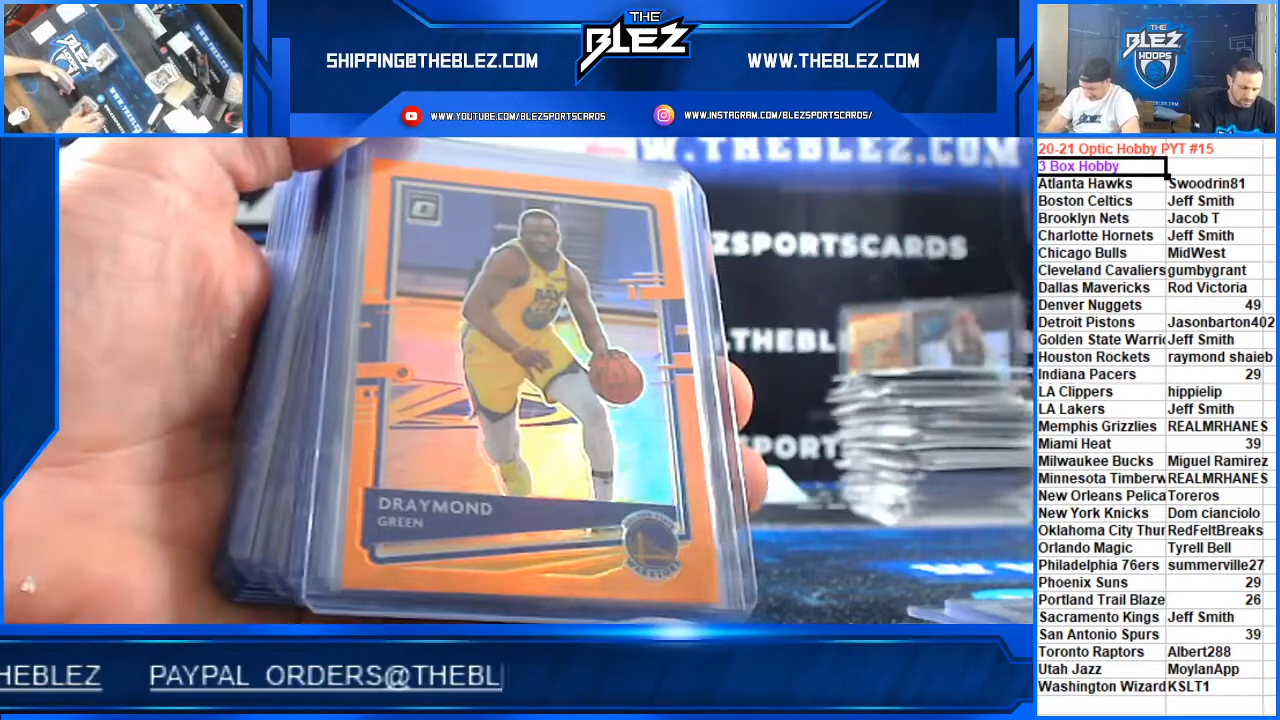 THE
BLEZ
SHIPPING@THEBLEZ.COM
WWW.THEBLEZ.COM
WWW.YOUTUBE.COM/BLEZSPORTSCARDS
WWW.INSTAGRAM.COM/BLEZSPORTSCARDS/
THE
BLEZ
HOOPS
W.THEBLEZ.COM
ZSPORTSCARDS
THEBL
SPORTS
BAY
DRAYMOND
GREEN
WARRIORS
20-21 Optic Hobby PYT #15
3 Box Hobby
Atlanta Hawks Swoodrin81
Boston Celtics Jeff Smith
Brooklyn Nets Jacob T
Charlotte Hornets Jeff Smith
Chicago Bulls MidWest
Cleveland Cavaliers gumbygrant
Dallas Mavericks Rod Victoria
Denver Nuggets 49
Detroit Pistons Jasonbarton402
Golden State Warri Jeff Smith
Houston Rockets raymond shaieb
Indiana Pacers 29
LA Clippers hippielip
LA Lakers Jeff Smith
Memphis Grizzlies REALMRHANES
Miami Heat 39
Milwaukee Bucks Miguel Ramirez
Minnesota Timberw REALMRHANES
New Orleans Pelica Toreros
New York Knicks Dom cianciolo
Oklahoma City Thur RedFeltBreaks
Orlando Magic Tyrell Bell
Philadelphia 76ers summerville27
Phoenix Suns 29
Portland Trail Blaze 26
Sacramento Kings Jeff Smith
San Antonio Spurs 39
Toronto Raptors Albert288
Utah Jazz MoylanApp
Washington Wizard KSLT1
HEBLEZ PAYPAL ORDERS@THEBL